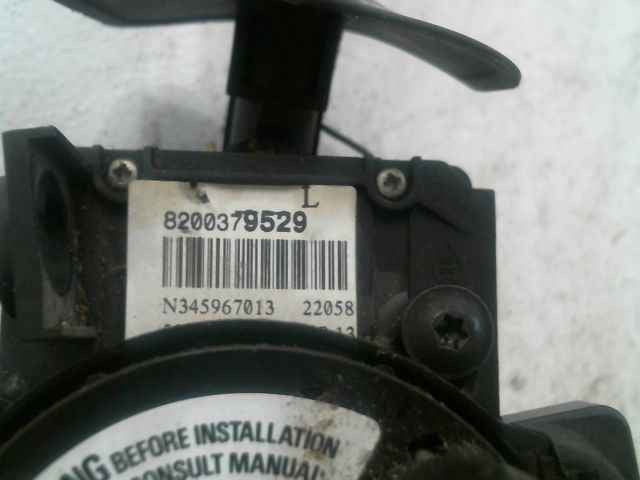 L
8200379529
N345967013 22058
BEFORE INSTALLATION
CONSULT MANUAL